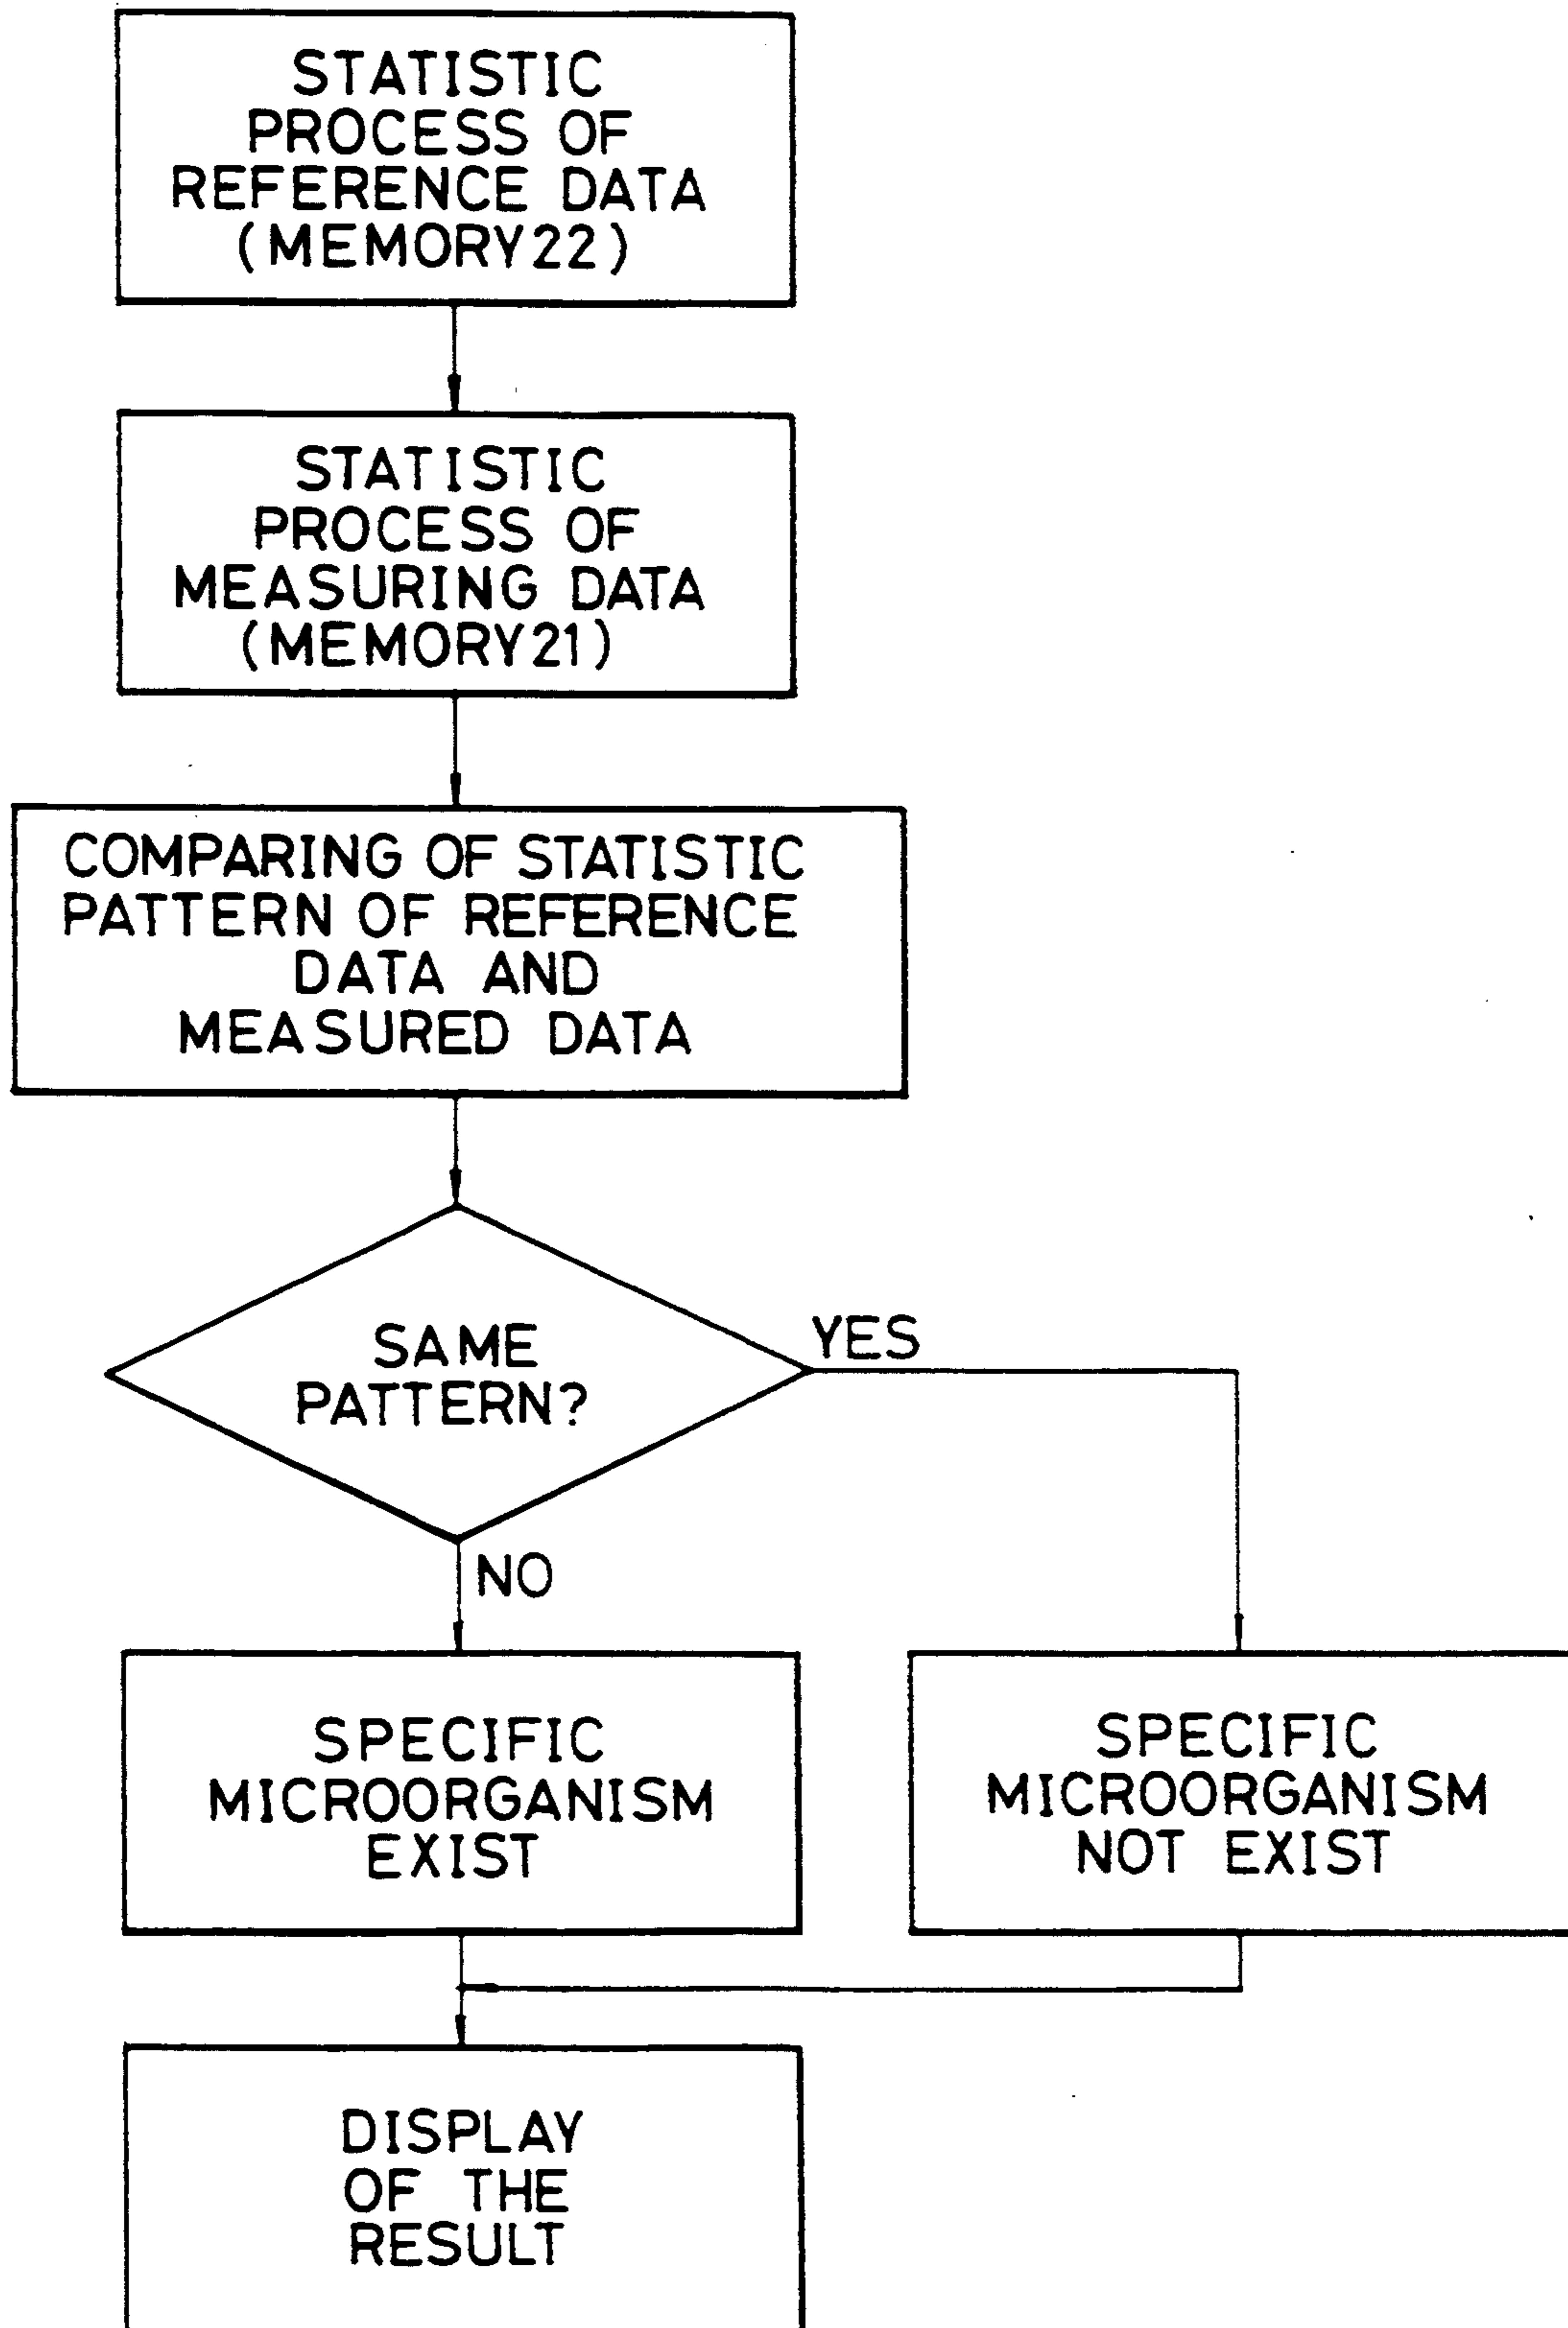 STATISTIC
PROCESS OF
REFERENCE DATA
(MEMORY22)
STATISTIC
PROCESS OF
MEASURING DATA
(MEMORY21)
COMPARING OF STATISTIC
PATTERN OF REFERENCE
DATA AND
MEASURED DATA
SAME
PATTERN?
YES
NO
SPECIFIC
MICROORGANISM
EXIST
SPECIFIC
MICROORGANISM
NOT EXIST
DISPLAY
OF THE
RESULT